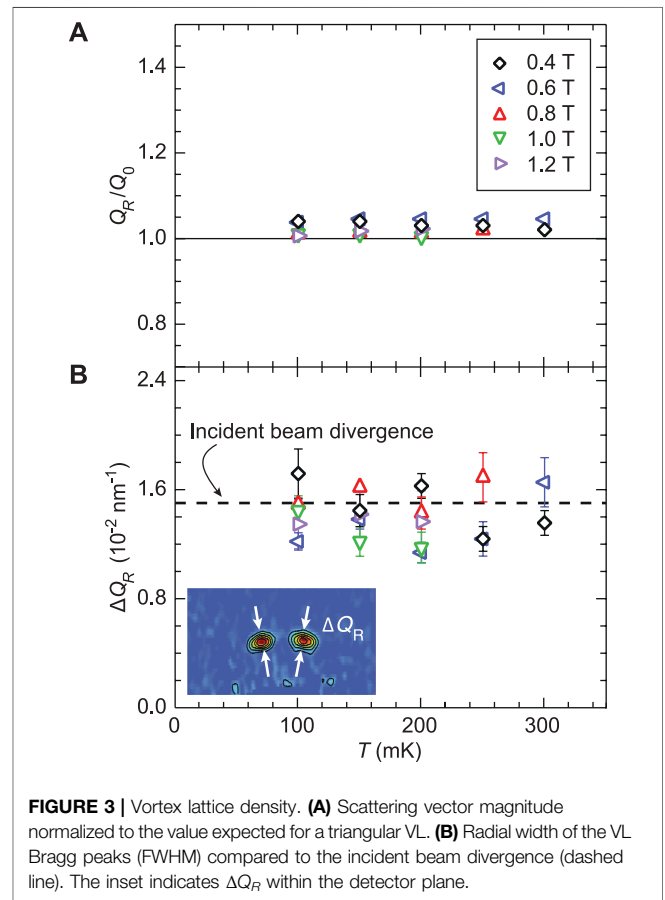 A
1.4
1.2
1.0
0.8
Q_R/Q_0
0.4 T
0.6 T
0.8 T
1.0 T
1.2 T
B
2.4
1.6
0.8
0.0
ΔQ_R (10⁻² nm⁻¹)
Incident beam divergence
ΔQ_R
0 100 200 300
T (mK)
FIGURE 3 | Vortex lattice density. (A) Scattering vector magnitude
normalized to the value expected for a triangular VL. (B) Radial width of the VL
Bragg peaks (FWHM) compared to the incident beam divergence (dashed
line). The inset indicates ΔQ_R within the detector plane.